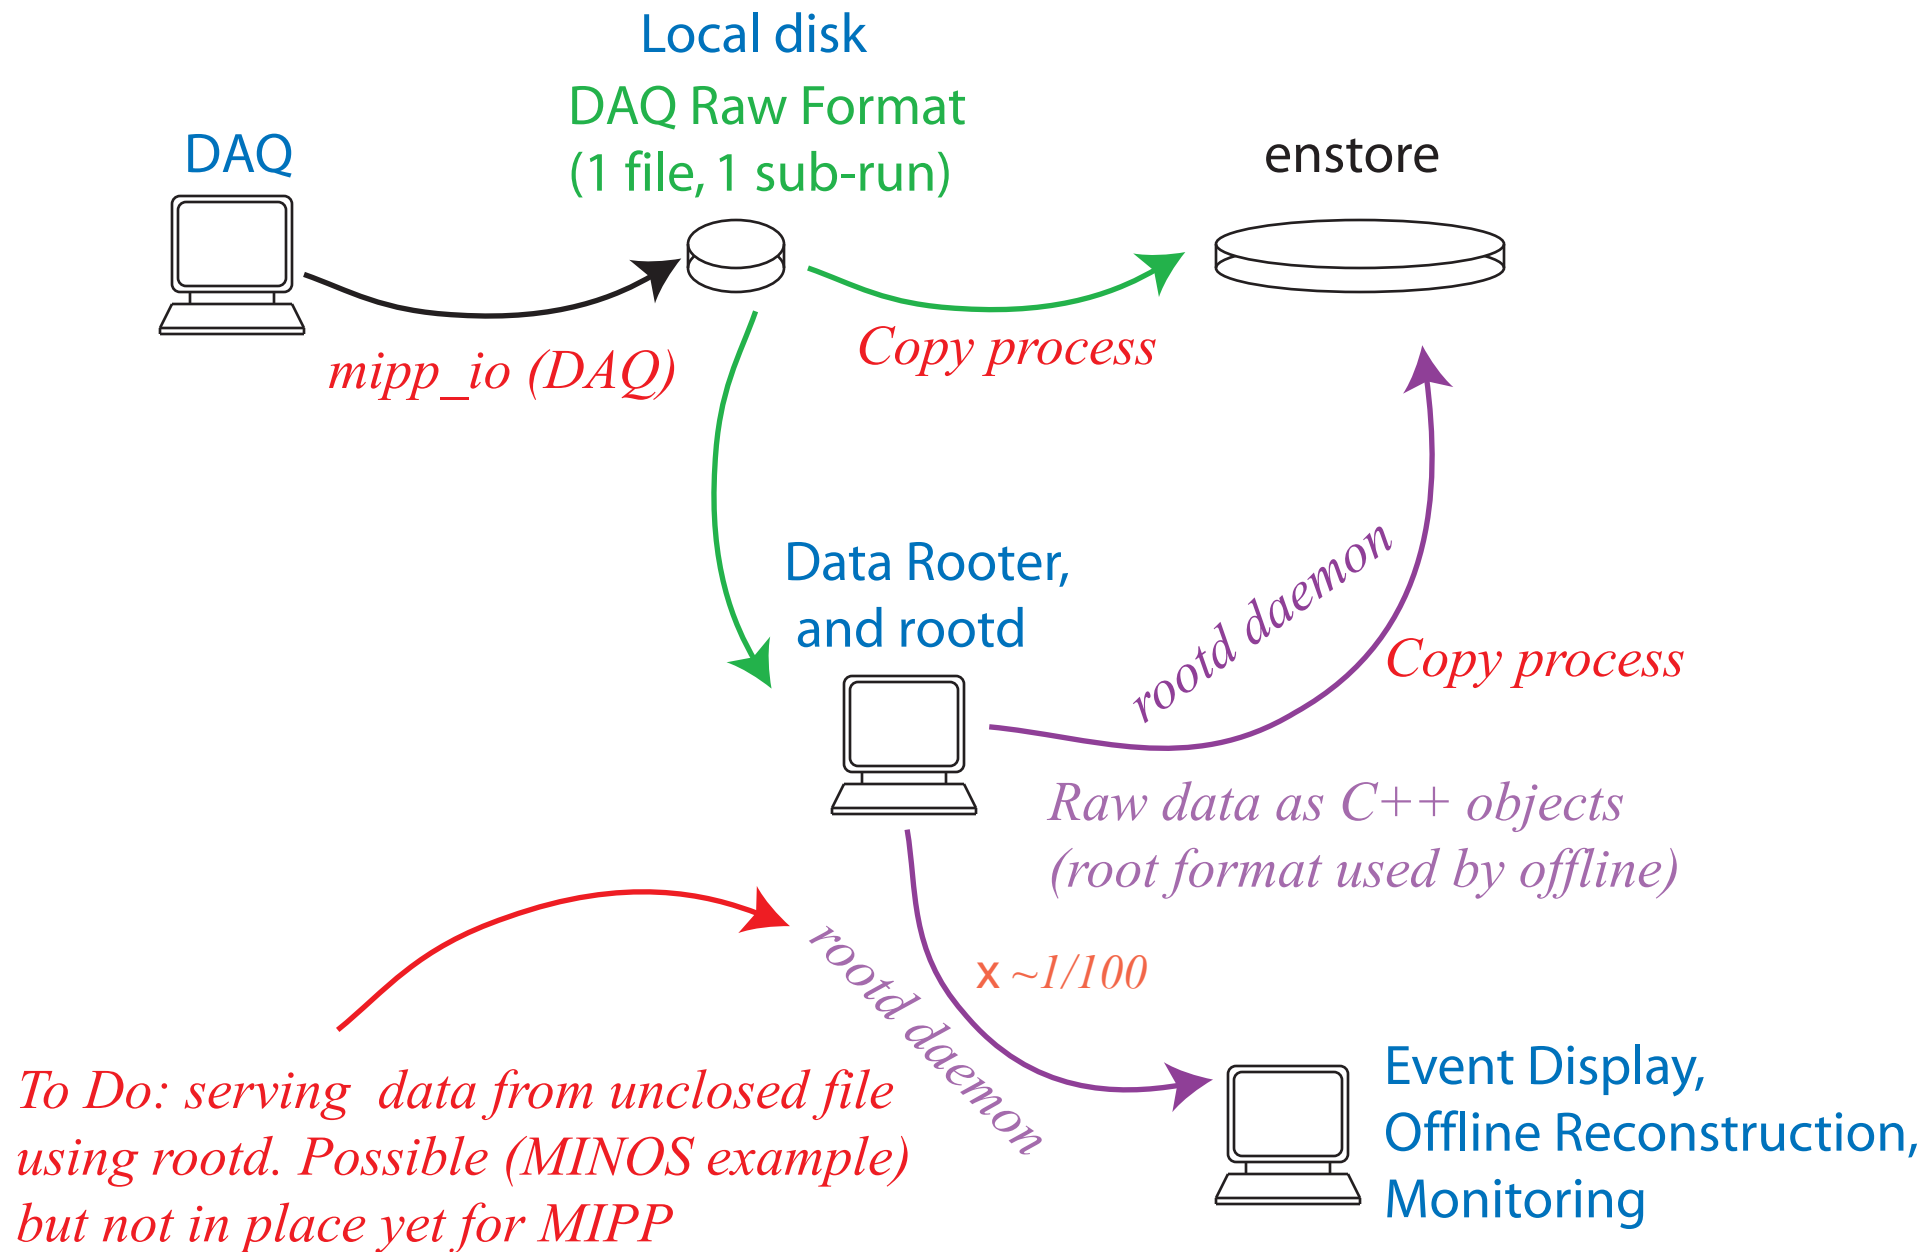 Local disk
DAQ Raw Format
(1 file, 1 sub-run)
DAQ
enstore
mipp_io (DAQ)
Copy process
Data Rooter,
and rootd
rootd daemon
Copy process
Raw data as C++ objects
(root format used by offline)
x ~1/100
rootd daemon
To Do: serving  data from unclosed file
using rootd. Possible (MINOS example)
but not in place yet for MIPP
Event Display,
Offline Reconstruction,
Monitoring